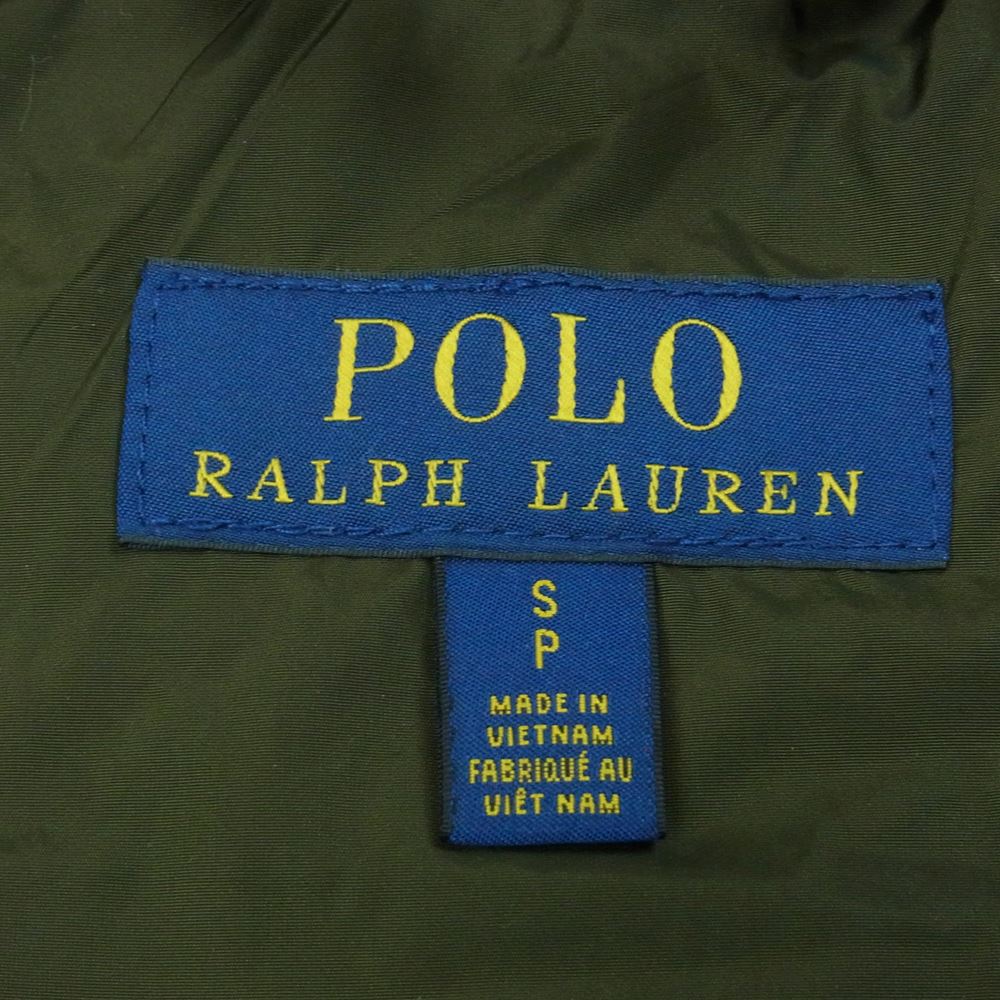 POLO
RALPH LAUREN
S
P
MADE IN
VIETNAM
FABRIQUÉ AU
VIÊT NAM